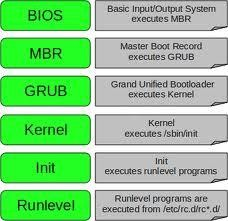 BIOS
Basic Input/Output System
executes MBR
MBR
Master Boot Record
executes GRUB
GRUB
Grand Unified Bootloader
executes Kernel
Kernel
Kernel
executes /sbin/init
Init
Init
executes runlevel programs
Runlevel
Runlevel programs are
executed from /etc/rc.d/rc*.d/